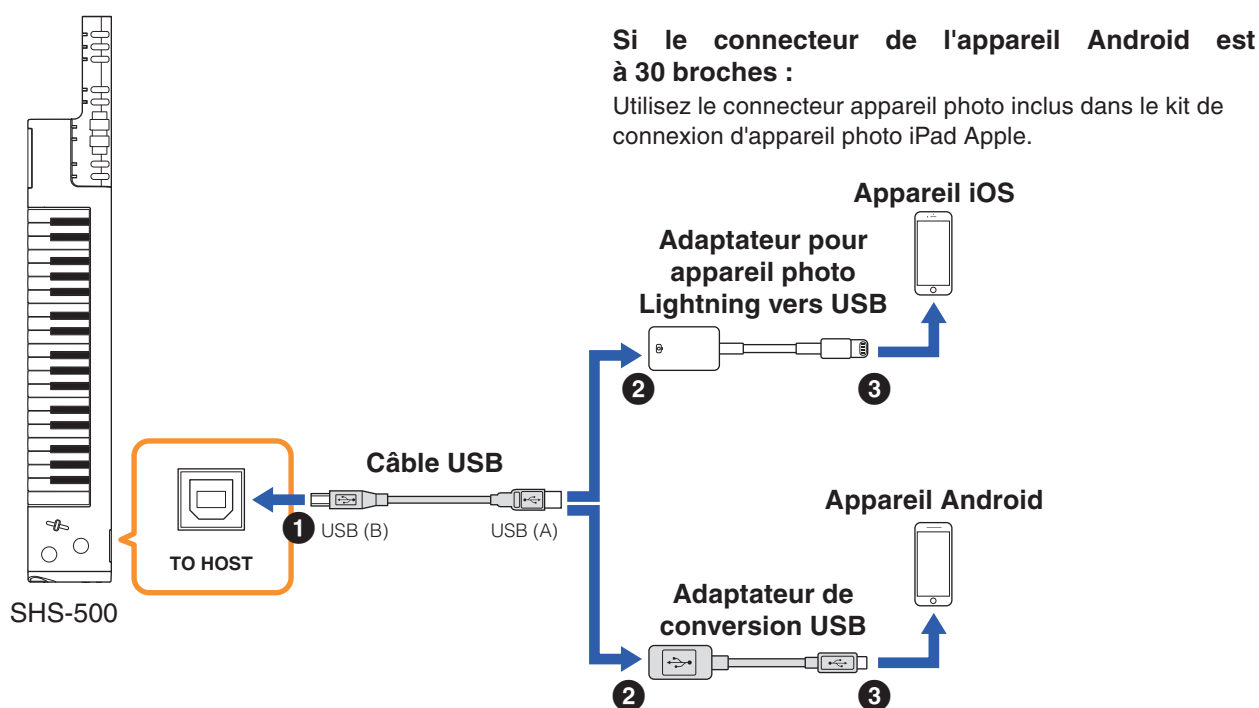 Si le connecteur de l'appareil Android est
à 30 broches :
Utilisez le connecteur appareil photo inclus dans le kit de
connexion d'appareil photo iPad Apple.
Appareil iOS
Adaptateur pour
appareil photo
Lightning vers USB
2
3
Câble USB
1
USB (B)
USB (A)
TO HOST
SHS-500
Appareil Android
Adaptateur de
conversion USB
2
3